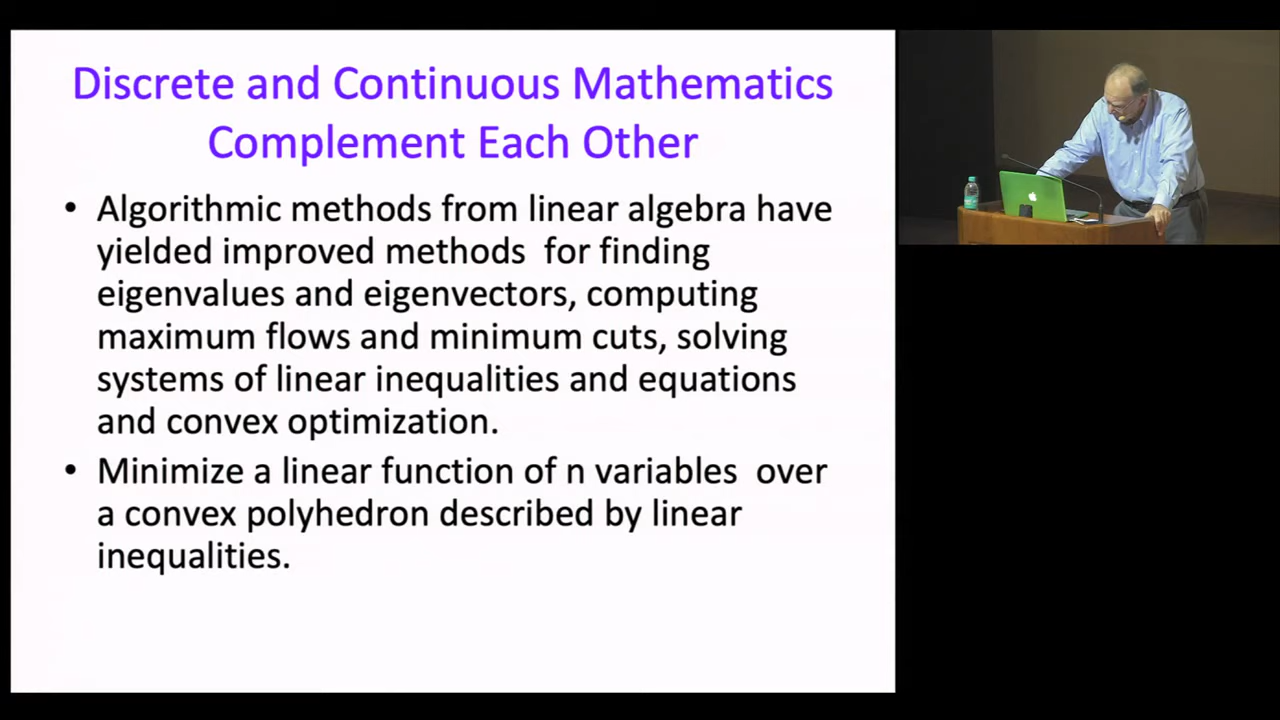 Discrete and Continuous Mathematics
Complement Each Other
• Algorithmic methods from linear algebra have
yielded improved methods for finding
eigenvalues and eigenvectors, computing
maximum flows and minimum cuts, solving
systems of linear inequalities and equations
and convex optimization.
• Minimize a linear function of n variables over
a convex polyhedron described by linear
inequalities.